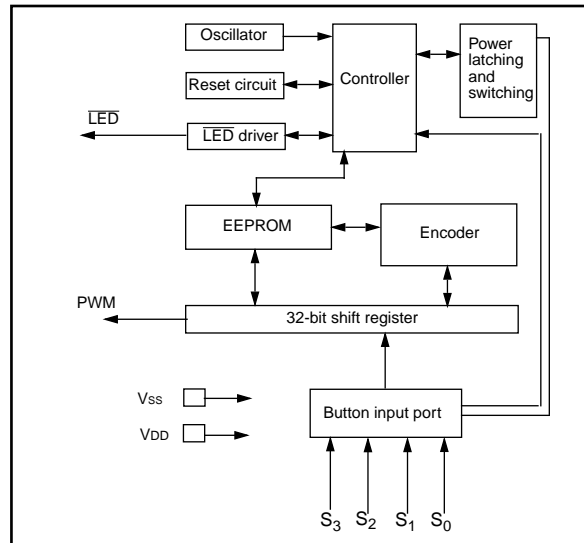 Oscillator
Reset circuit
LED driver
Controller
Power
latching
and
switching
LED
EEPROM
Encoder
PWM
32-bit shift register
VSS
VDD
Button input port
S3
S2
S1
S0